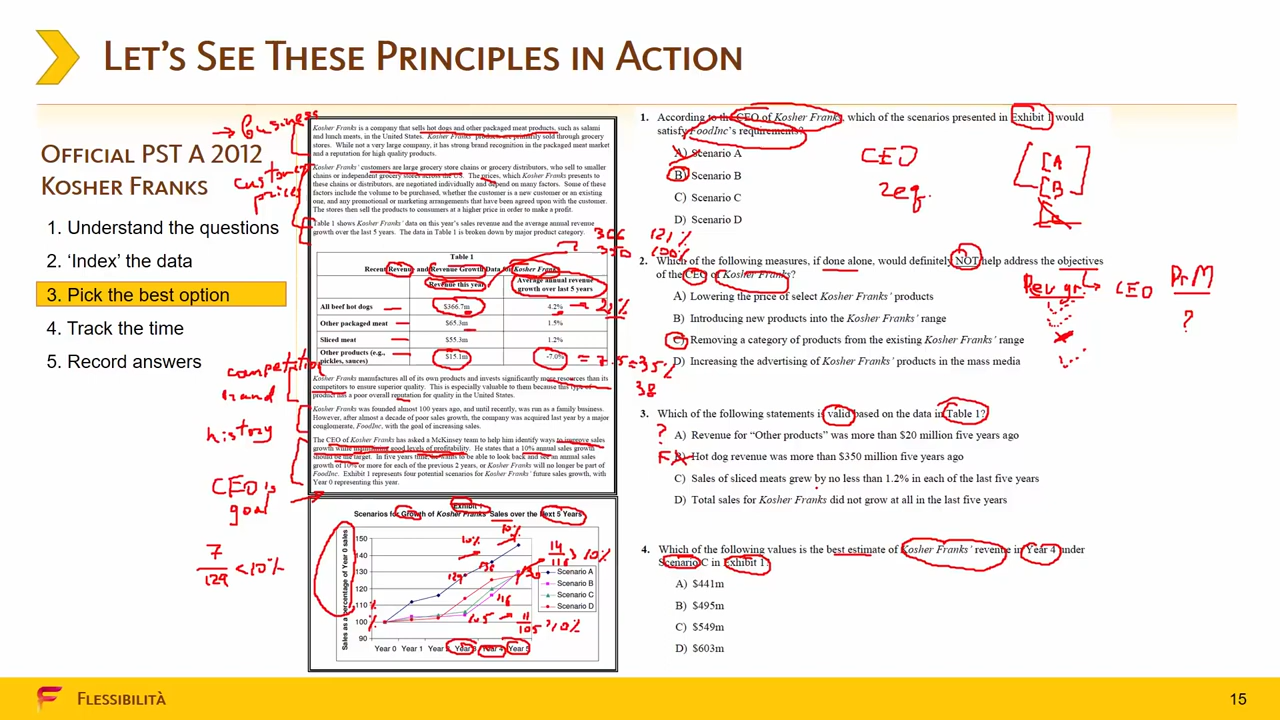 LET'S SEE THESE PRINCIPLES IN ACTION
OFFICIAL PST A 2012
KOSHER FRANKS
1. Understand the questions
2. 'Index' the data
3. Pick the best option
4. Track the time
5. Record answers
Business
customer
prices
competition
brand
history
CEO is
goal
7
129 <10%
Kosher Franks is a company that sells hot dogs and other packaged meat products, such as salami
and lunch meats, in the United States. Kosher Franks' products are primarily sold through grocery
stores. While not a very large company, it has strong brand recognition in the packaged meat market
and a reputation for high quality products.
Kosher Franks' customers are large grocery store chains or grocery distributors, who sell to smaller
chains or independent grocery stores across the US. The prices, which Kosher Franks presents to
these chains or distributors, are negotiated individually and depend on many factors. Some of these
factors include the volume to be purchased, whether the customer is a new customer or an existing
one, and any promotional or marketing arrangements that have been agreed upon with the customer.
The stores then sell the products to consumers at a higher price in order to make a profit.
Table 1 shows Kosher Franks' data on this year's sales revenue and the average annual revenue
growth over the last 5 years. The data in Table 1 is broken down by major product category.
Table 1
Recent Revenue and Revenue Growth Data for Kosher Franks
Revenue this year
Average annual revenue
growth over last 5 years
All beef hot dogs $366.7m 4.2%
Other packaged meat $65.3m 1.5%
Sliced meat $55.3m 1.2%
Other products (e.g., pickles, sauces) $15.1m -7.0%
366 121%
350 100%
21%
= 7.5 = 35%
38
Kosher Franks manufactures all of its own products and invests significantly more resources than its
competitors to ensure superior quality. This is especially valuable to them because this type of
product has a poor overall reputation for quality in the United States.
Kosher Franks was founded almost 100 years ago, and until recently, was run as a family business.
However, after almost a decade of poor sales growth, the company was acquired last year by a major
conglomerate, FoodInc, with the goal of increasing sales.
The CEO of Kosher Franks has asked a McKinsey team to help him identify ways to improve sales
growth while maintaining good levels of profitability. He states that a 10% annual sales growth
should be the target. In five years time, he wants to be able to look back and see an annual sales
growth of 10% or more for each of the previous 2 years, or Kosher Franks will no longer be part of
FoodInc. Exhibit 1 represents four potential scenarios for Kosher Franks' future sales growth, with
Year 0 representing this year.
Exhibit 1
Scenarios for Growth of Kosher Franks Sales over the Next 5 Years
Sales as a percentage of Year 0 sales
150
140
130
120
110
100
90
Year 0 Year 1 Year 2 Year 3 Year 4 Year 5
Scenario A
Scenario B
Scenario C
Scenario D
10% 10%
129 136
116
105
11
105 >10%
14
116 >10%
1. According to the CEO of Kosher Franks, which of the scenarios presented in Exhibit 1 would
satisfy FoodInc's requirements?
A) Scenario A
B) Scenario B
C) Scenario C
D) Scenario D
CEO
2 eq.
A
B
2. Which of the following measures, if done alone, would definitely NOT help address the objectives
of the CEO of Kosher Franks?
A) Lowering the price of select Kosher Franks' products
B) Introducing new products into the Kosher Franks' range
C) Removing a category of products from the existing Kosher Franks' range
D) Increasing the advertising of Kosher Franks' products in the mass media
Rev gr. CEO Pr M
?
3. Which of the following statements is valid based on the data in Table 1?
? A) Revenue for "Other products" was more than $20 million five years ago
F B) Hot dog revenue was more than $350 million five years ago
C) Sales of sliced meats grew by no less than 1.2% in each of the last five years
D) Total sales for Kosher Franks did not grow at all in the last five years
4. Which of the following values is the best estimate of Kosher Franks' revenue in Year 4 under
Scenario C in Exhibit 1?
A) $441m
B) $495m
C) $549m
D) $603m
FLESSIBILITÀ
15